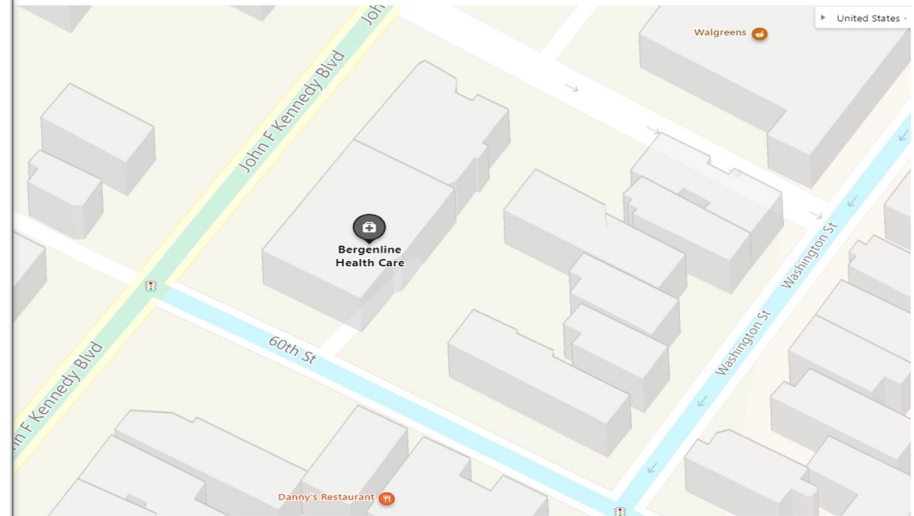 Joh
Walgreens
United States
John F Kennedy Blvd
Bergenline
Health Care
Washington St
Washington St
60th St
n F Kennedy Blvd
Danny's Restaurant